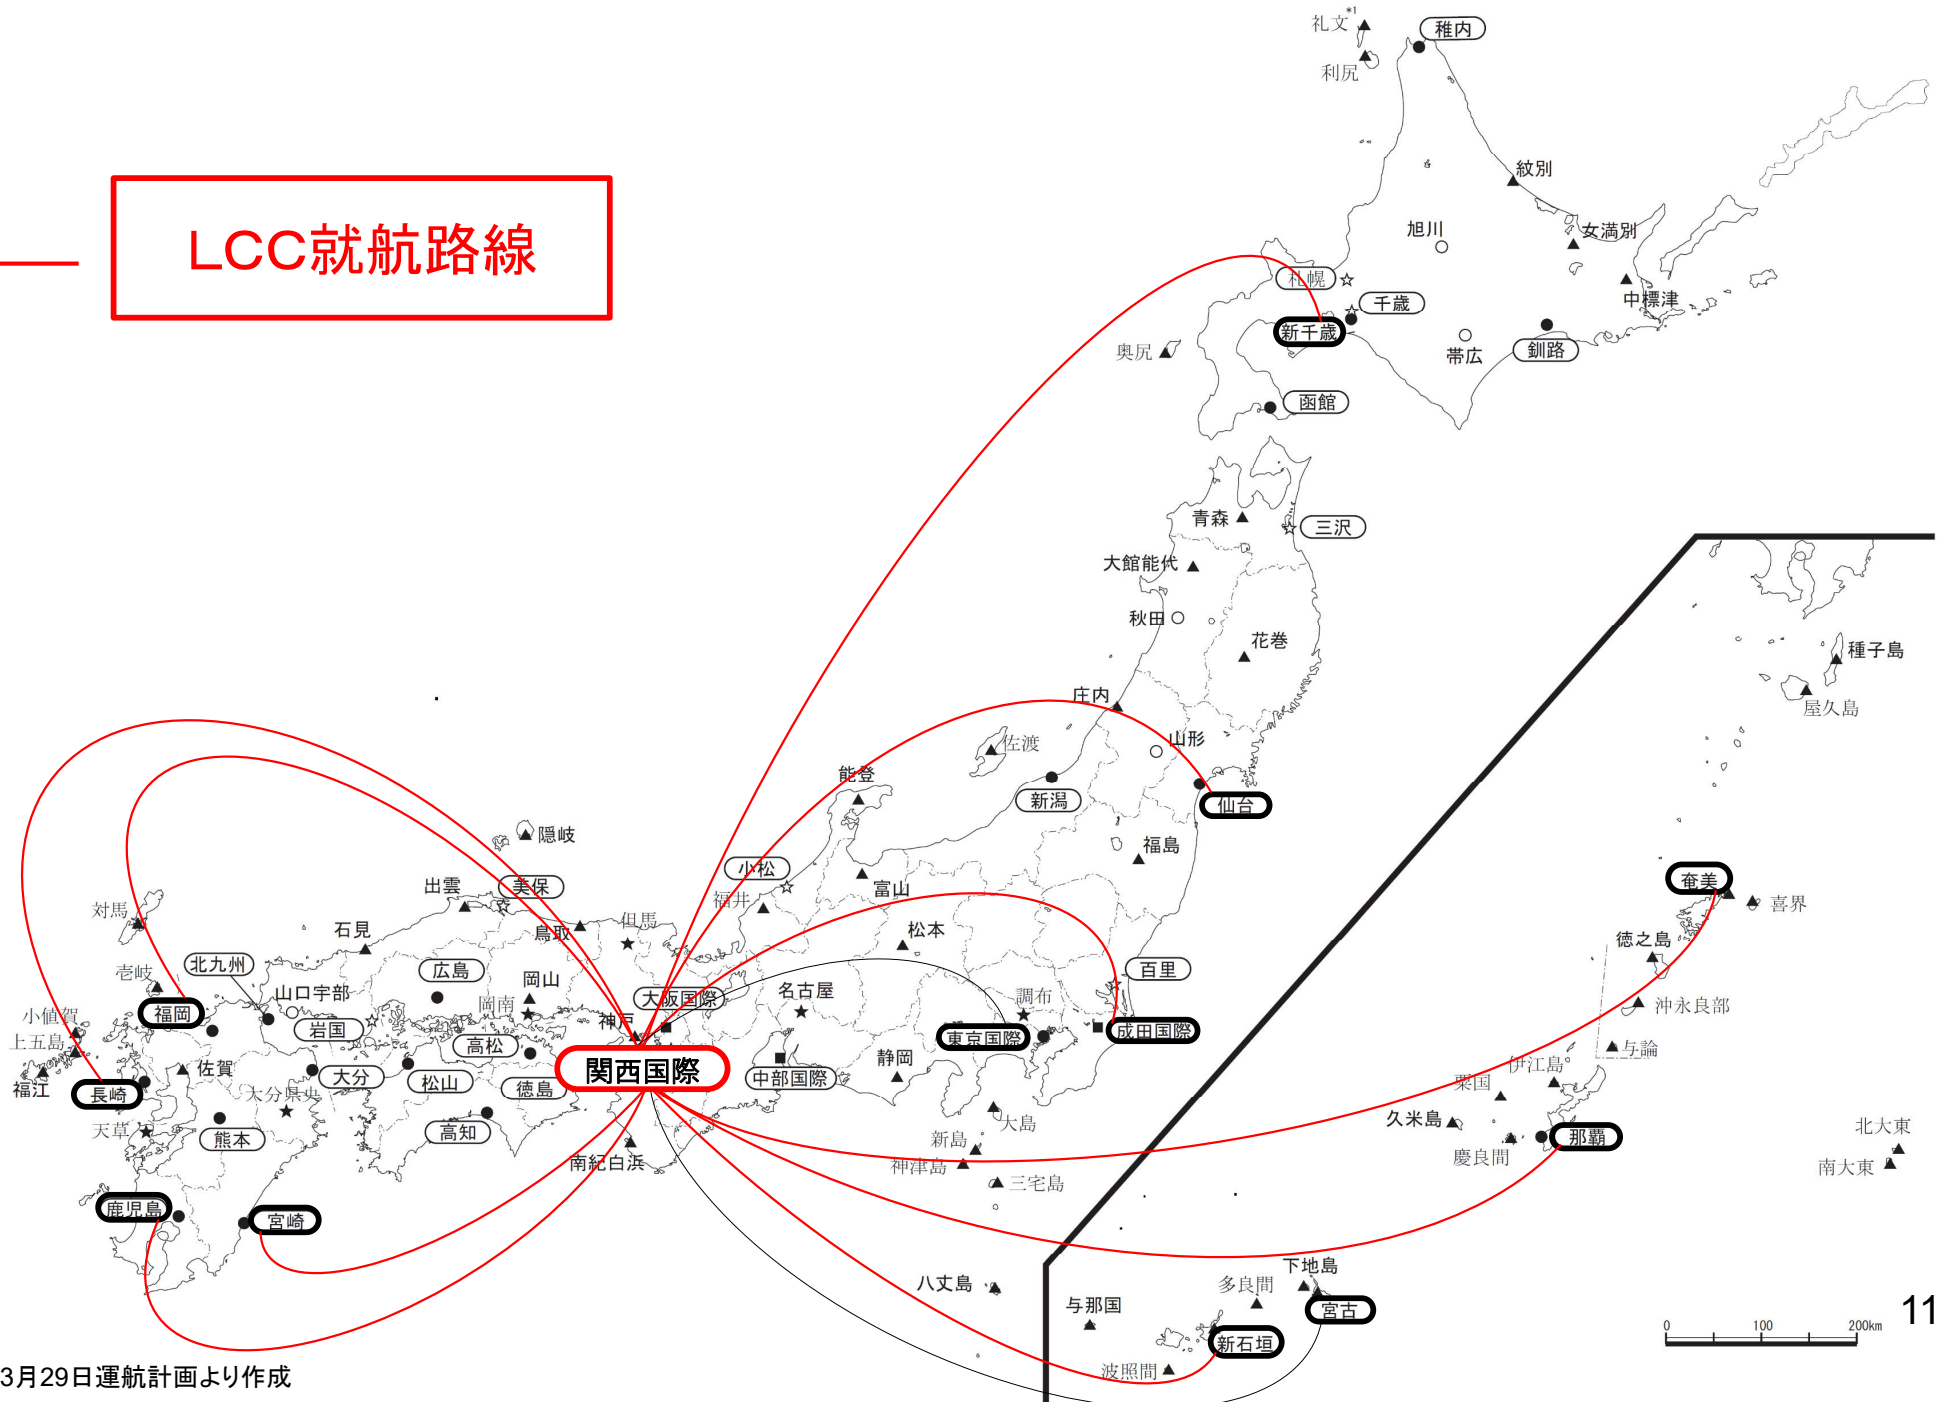 礼文*1
稚内
利尻
紋別
LCC就航路線
旭川
女満別
札幌
千歳
中標津
新千歳
奥尻
帯広
釧路
函館
青森
三沢
大館能代
秋田
花巻
種子島
庄内
屋久島
佐渡
山形
能登
新潟
仙台
隠岐
福島
小松
出雲
美保
富山
奄美
福井
喜界
対馬
但馬
石見
鳥取
松本
徳之島
北九州
広島
百里
壱岐
岡山
山口宇部
大阪国際
名古屋
調布
福岡
岡南
沖永良部
小値賀
岩国
神戸
成田国際
上五島
高松
東京国際
与論
佐賀
静岡
伊江島
関西国際
大分
松山
中部国際
粟国
福江
長崎
大分県央
徳島
久米島
大島
天草
熊本
高知
新島
那覇
北大東
慶良間
南紀白浜
神津島
南大東
三宅島
鹿児島
宮崎
下地島
八丈島
多良間
与那国
宮古
0 100 200km
11
新石垣
波照間
3月29日運航計画より作成